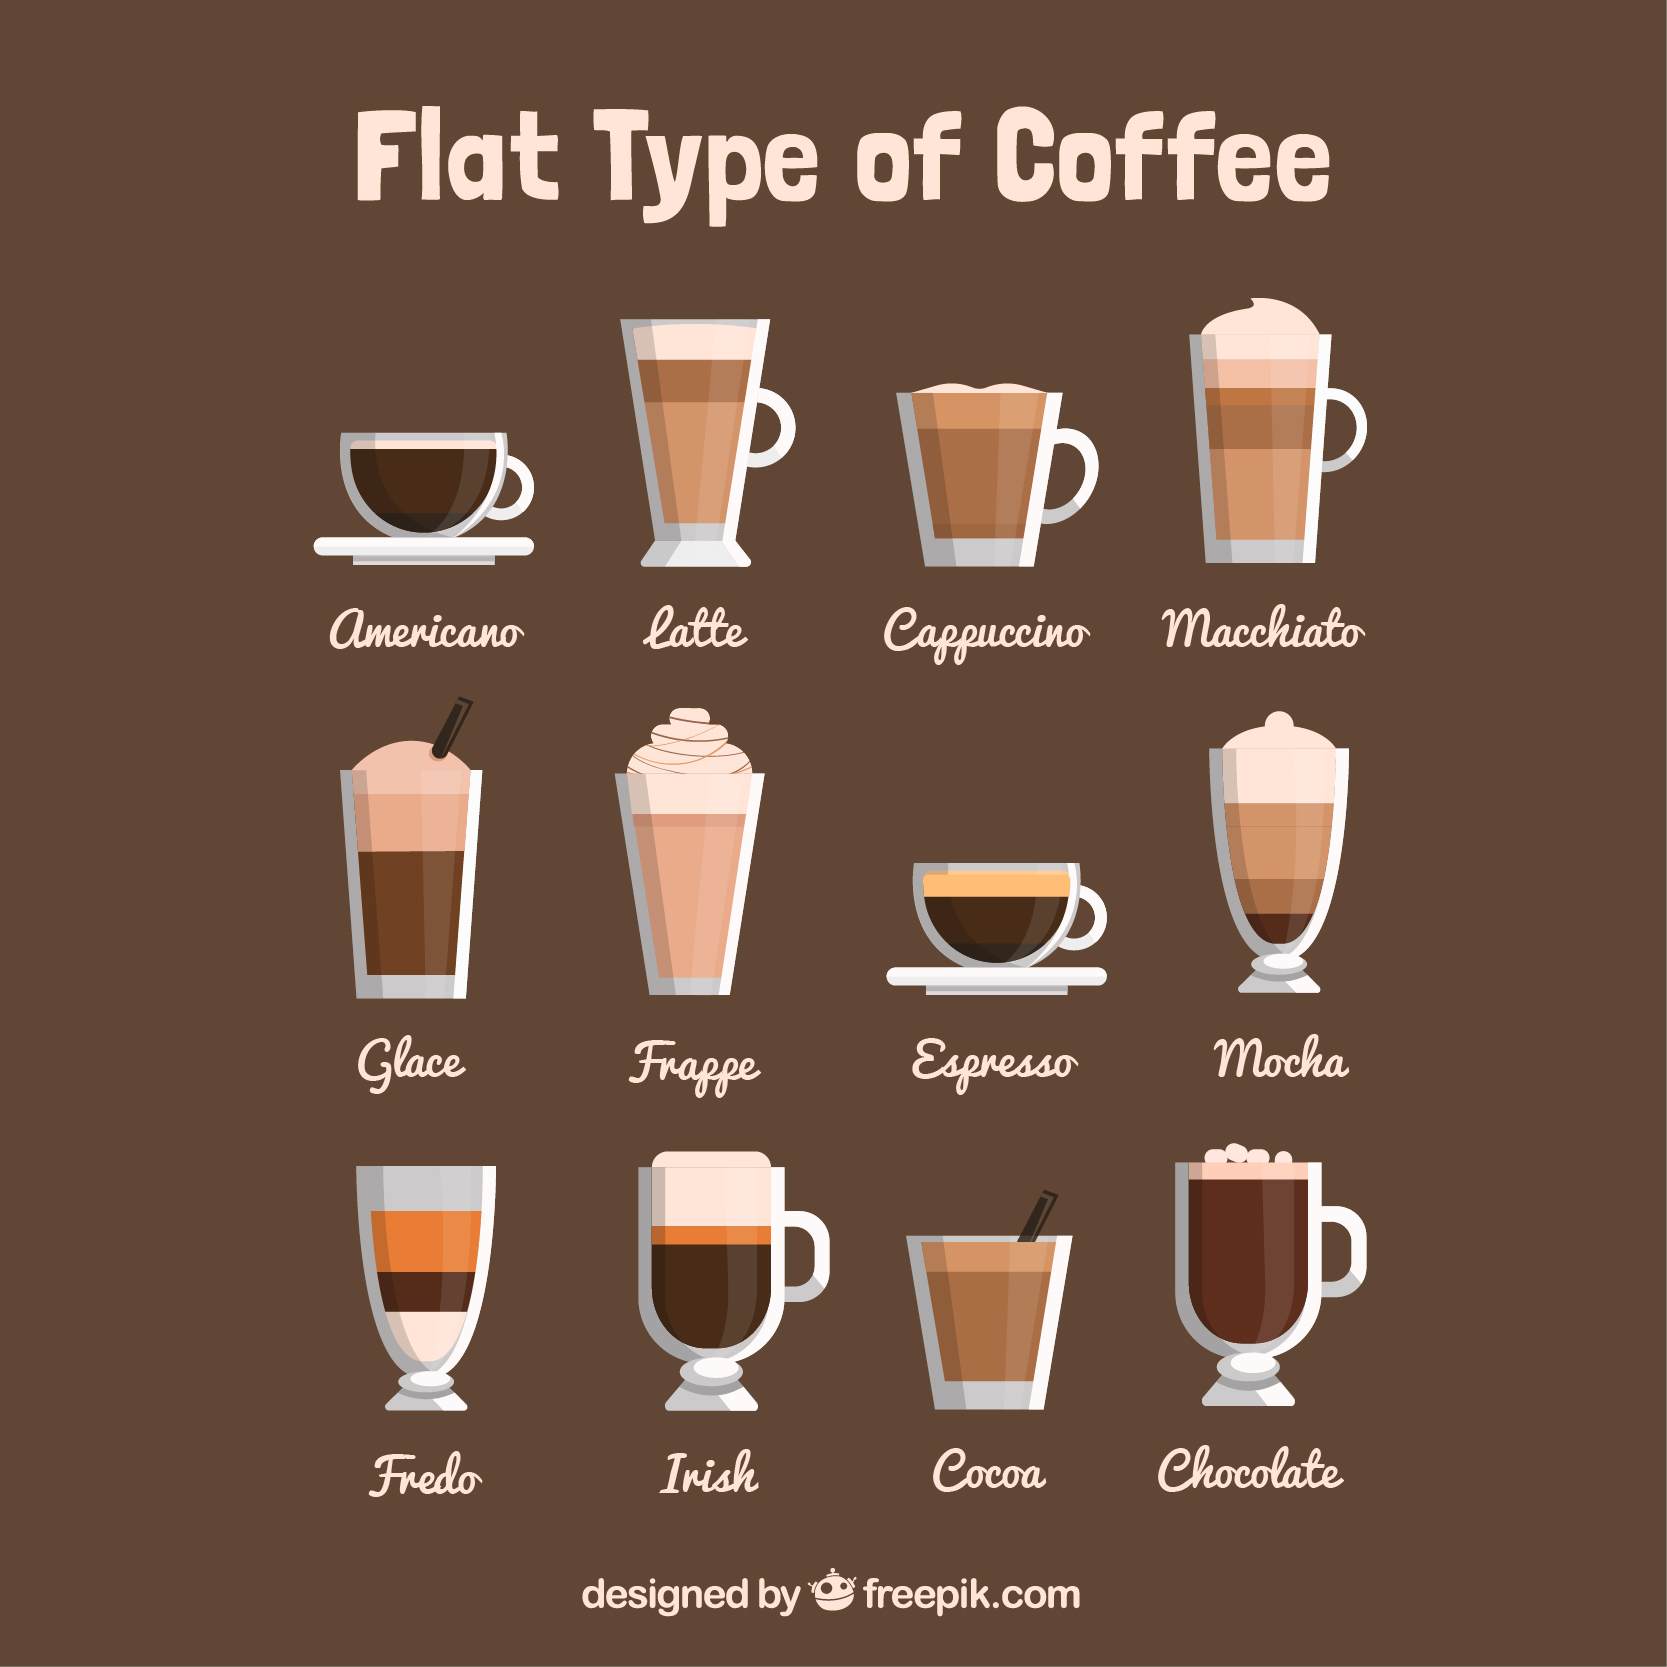 Flat Type of Coffee
Americano
Latte
Cappuccino
Macchiato
Glace
Frappe
Espresso
Mocha
Fredo
Irish
Cocoa
Chocolate
designed by freepik.com